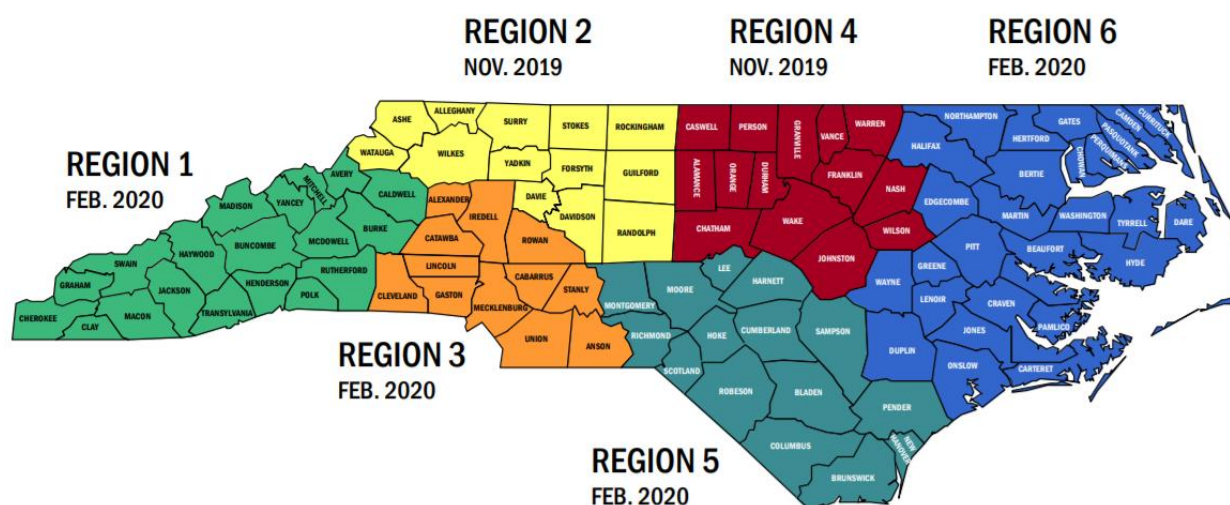 REGION 2
NOV. 2019
REGION 4
NOV. 2019
REGION 6
FEB. 2020
REGION 1
FEB. 2020
REGION 3
FEB. 2020
REGION 5
FEB. 2020
ASHE
ALLEGHANY
SURRY
STOKES
ROCKINGHAM
WATAUGA
WILKES
YADKIN
FORSYTH
GUILFORD
DAVIE
DAVIDSON
RANDOLPH
CASWELL
PERSON
GRANVILLE
VANCE
WARREN
ALAMANCE
ORANGE
DURHAM
FRANKLIN
NASH
CHATHAM
WAKE
WILSON
JOHNSTON
NORTHAMPTON
GATES
HERTFORD
CAMDEN
CURRITUCK
PASQUOTANK
PERQUIMANS
CHOWAN
HALIFAX
BERTIE
EDGECOMBE
MARTIN
WASHINGTON
TYRRELL
DARE
PITT
BEAUFORT
HYDE
WAYNE
GREENE
LENOIR
CRAVEN
JONES
PAMLICO
DUPLIN
ONSLOW
CARTERET
AVERY
MITCHELL
CALDWELL
YANCEY
MADISON
BURKE
MCDOWELL
BUNCOMBE
HAYWOOD
SWAIN
RUTHERFORD
GRAHAM
JACKSON
HENDERSON
POLK
TRANSYLVANIA
CHEROKEE
MACON
CLAY
ALEXANDER
IREDELL
CATAWBA
ROWAN
LINCOLN
CABARRUS
CLEVELAND
GASTON
STANLY
MECKLENBURG
UNION
ANSON
MONTGOMERY
MOORE
LEE
HARNETT
RICHMOND
HOKE
CUMBERLAND
SAMPSON
SCOTLAND
ROBESON
BLADEN
PENDER
COLUMBUS
NEW
HANOVER
BRUNSWICK